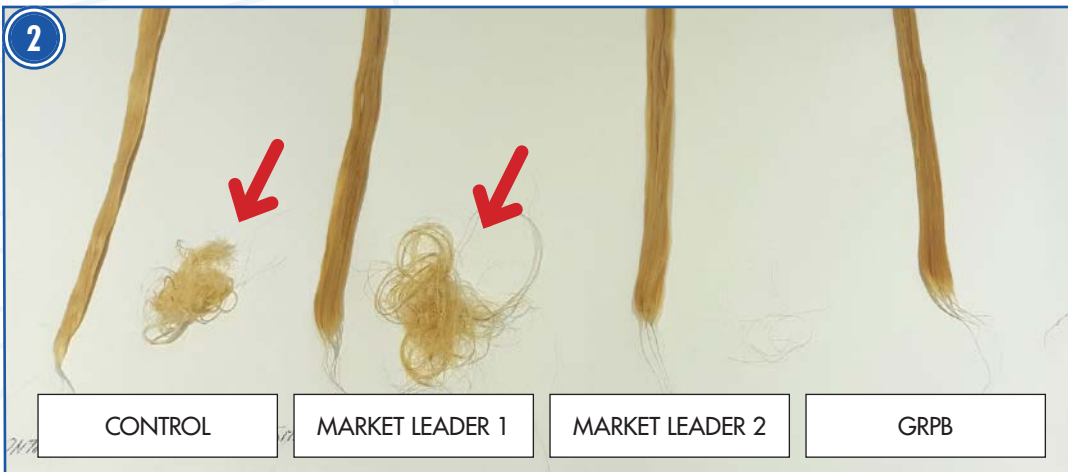 2
CONTROL
MARKET LEADER 1
MARKET LEADER 2
GRPB